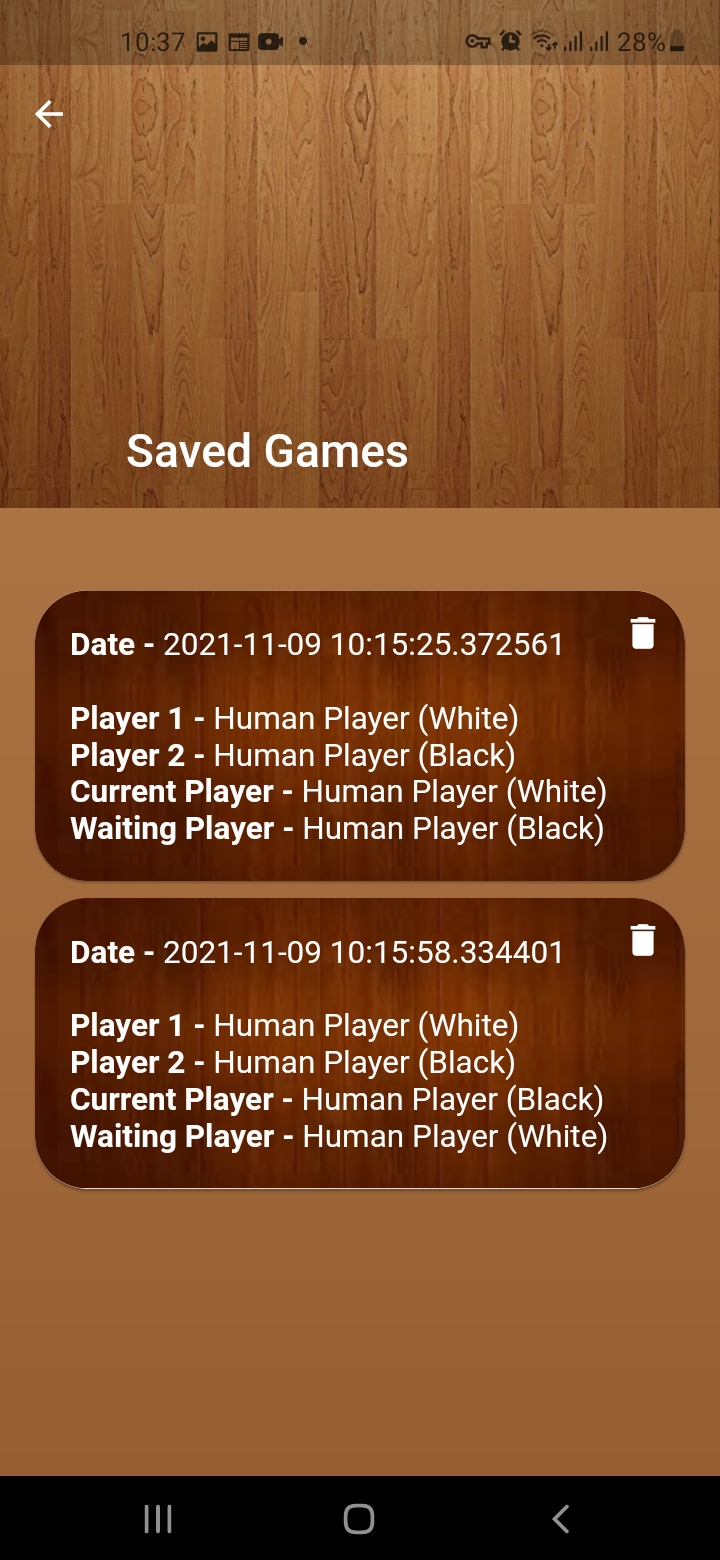 10:37 28%
Saved Games
Date - 2021-11-09 10:15:25.372561
Player 1 - Human Player (White)
Player 2 - Human Player (Black)
Current Player - Human Player (White)
Waiting Player - Human Player (Black)
Date - 2021-11-09 10:15:58.334401
Player 1 - Human Player (White)
Player 2 - Human Player (Black)
Current Player - Human Player (Black)
Waiting Player - Human Player (White)